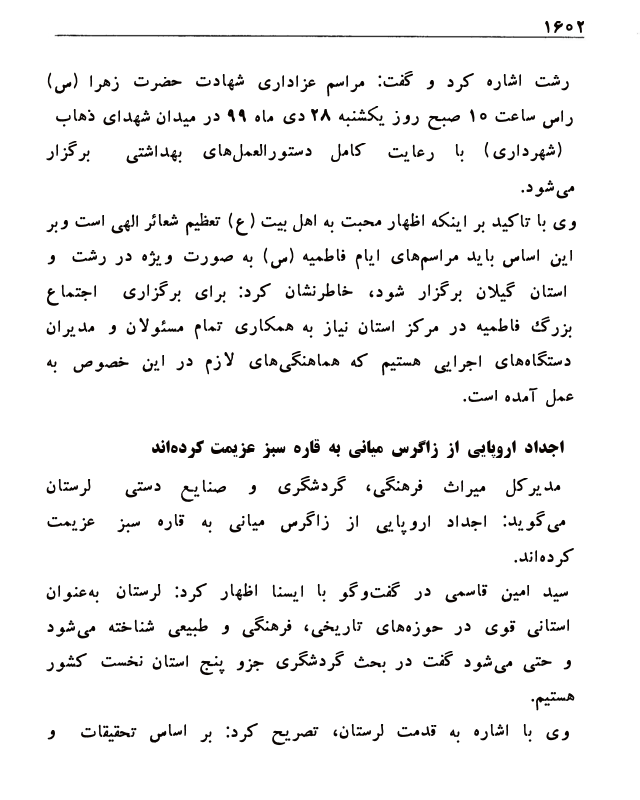 ۱۶۰۲
رشت اشاره کرد و گفت: مراسم عزاداری شهادت حضرت زهرا (س)
راس ساعت ۱۰ صبح روز یکشنبه ۲۸ دی ماه ۹۹ در میدان شهدای ذهاب
(شهرداری) با رعایت کامل دستورالعمل‌های بهداشتی برگزار
می‌شود.
وی با تاکید بر اینکه اظهار محبت به اهل بیت (ع) تعظیم شعائر الهی است وبر
این اساس باید مراسم‌های ایام فاطمیه (س) به صورت ویژه در رشت و
استان گیلان برگزار شود، خاطرنشان کرد: برای برگزاری اجتماع
بزرگ فاطمیه در مرکز استان نیاز به همکاری تمام مسئولان و مدیران
دستگاه‌های اجرایی هستیم که هماهنگی‌های لازم در این خصوص به
عمل آمده است.
اجداد اروپایی از زاگرس میانی به قاره سبز عزیمت کرده‌اند
مدیرکل میراث فرهنگی، گردشگری و صنایع دستی لرستان
می‌گوید: اجداد اروپایی از زاگرس میانی به قاره سبز عزیمت
کرده‌اند.
سید امین قاسمی در گفت‌وگو با ایسنا اظهار کرد: لرستان به‌عنوان
استانی قوی در حوزه‌های تاریخی، فرهنگی و طبیعی شناخته می‌شود
و حتی می‌شود گفت در بحث گردشگری جزو پنج استان نخست کشور
هستیم.
وی با اشاره به قدمت لرستان، تصریح کرد: بر اساس تحقیقات و